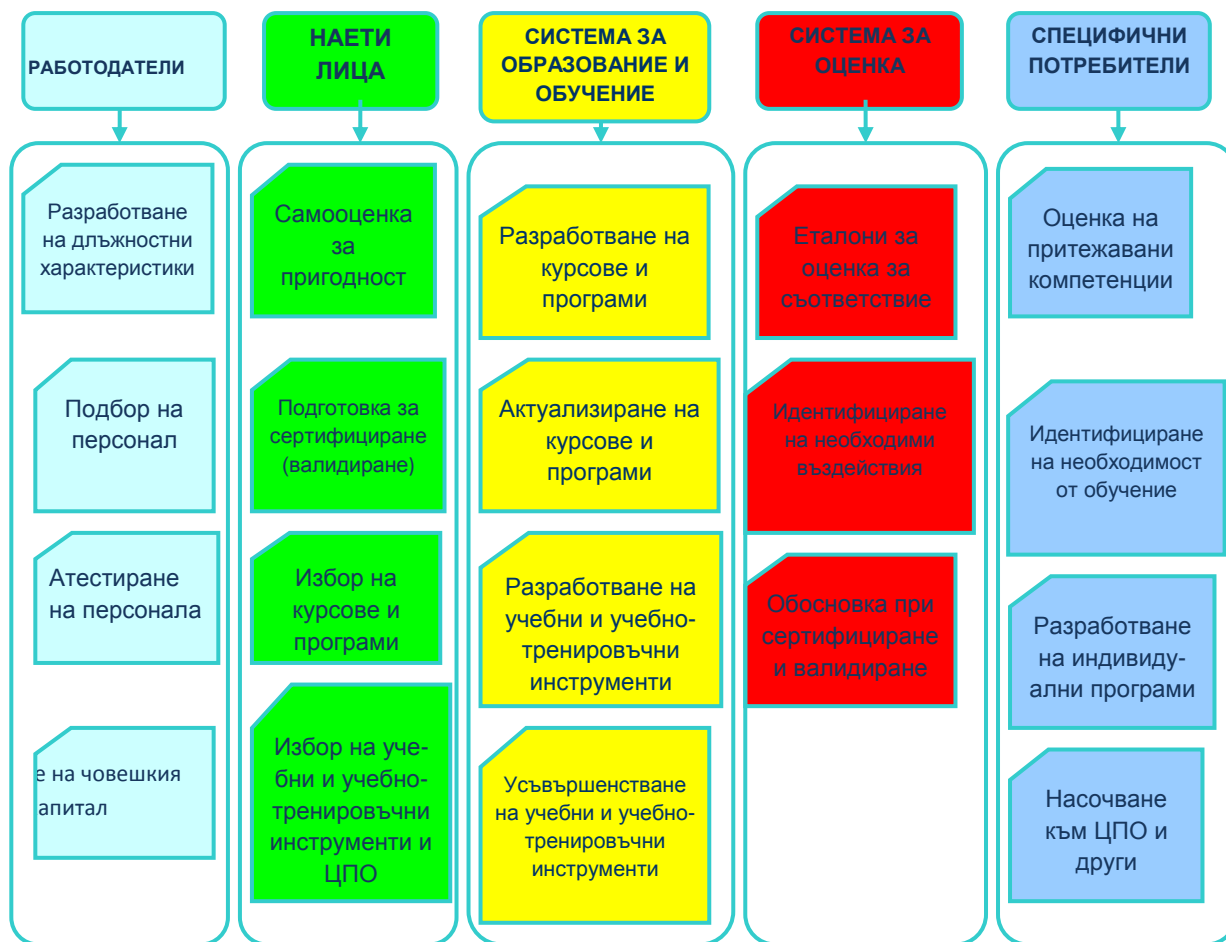 РАБОТОДАТЕЛИ
НАЕТИ
ЛИЦА
СИСТЕМА ЗА
ОБРАЗОВАНИЕ И
ОБУЧЕНИЕ
СИСТЕМА ЗА
ОЦЕНКА
СПЕЦИФИЧНИ
ПОТРЕБИТЕЛИ
Разработване
на длъжностни
характеристики
Подбор на
персонал
Атестиране
на персонала
е на човешкия
апитал
Самооценка
за
пригодност
Подготовка за
сертифициране
(валидиране)
Избор на
курсове и
програми
Избор на уче-
бни и учебно-
тренировъчни
инструменти и
ЦПО
Разработване на
курсове и
програми
Актуализиране на
курсове и
програми
Разработване на
учебни и учебно-
тренировъчни
инструменти
Усъвършенстване
на учебни и учебно-
тренировъчни
инструменти
Еталони за
оценка за
съответствие
Идентифициране
на необходими
въздействия
Обосновка при
сертифициране
и валидиране
Оценка на
притежавани
компетенции
Идентифициране
на необходимост
от обучение
Разработване
на индивиду-
ални програми
Насочване
към ЦПО и
други